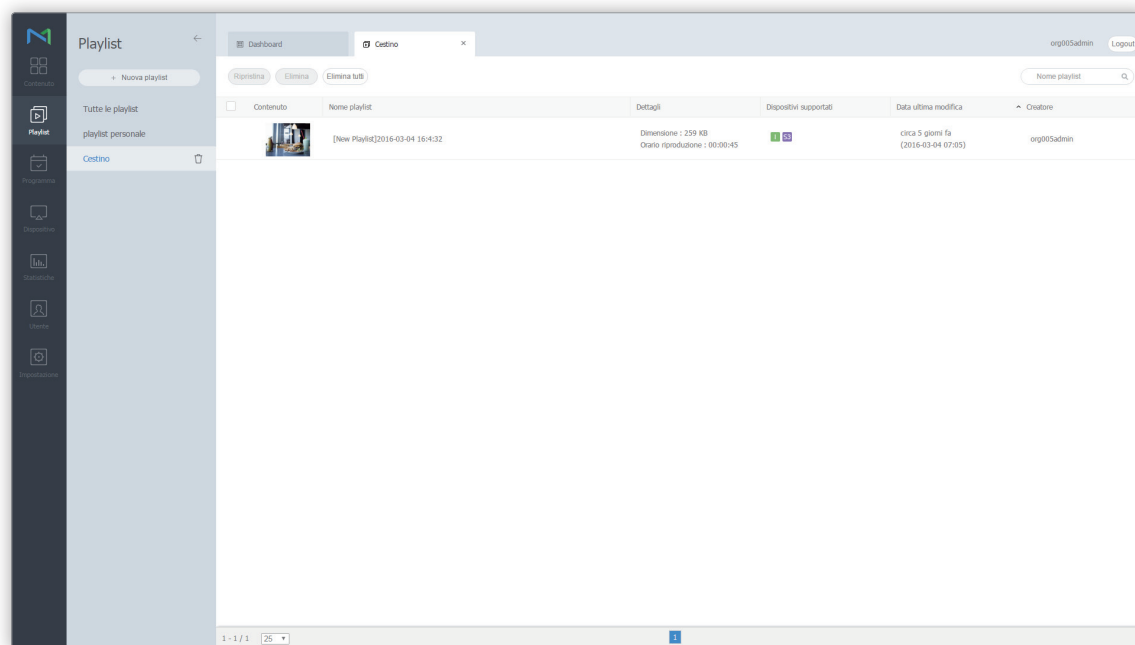 Contenuto
Playlist
Programma
Dispositivo
Statistiche
Utente
Impostazione
Playlist
+ Nuova playlist
Tutte le playlist
playlist personale
Cestino
Dashboard
Cestino
org005admin
Logout
Ripristina
Elimina
Elimina tutti
Nome playlist
Contenuto
Nome playlist
Dettagli
Dispositivi supportati
Data ultima modifica
Creatore
[New Playlist]2016-03-04 16:4:32
Dimensione : 259 KB
Orario riproduzione : 00:00:45
I S3
circa 5 giorni fa
(2016-03-04 07:05)
org005admin
1 - 1 / 1
25
1